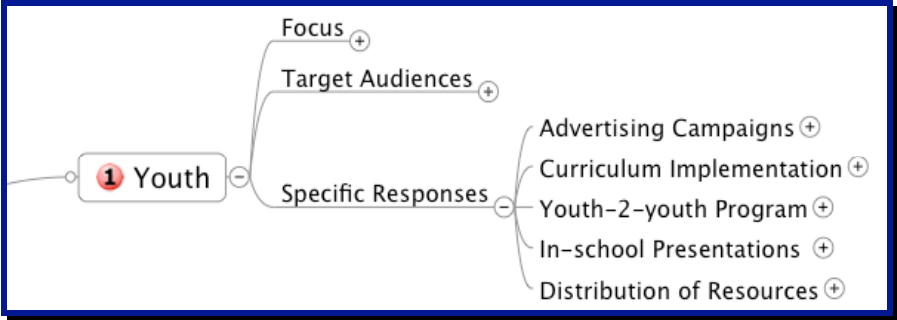 1 Youth
Focus
Target Audiences
Specific Responses
Advertising Campaigns
Curriculum Implementation
Youth-2-youth Program
In-school Presentations
Distribution of Resources